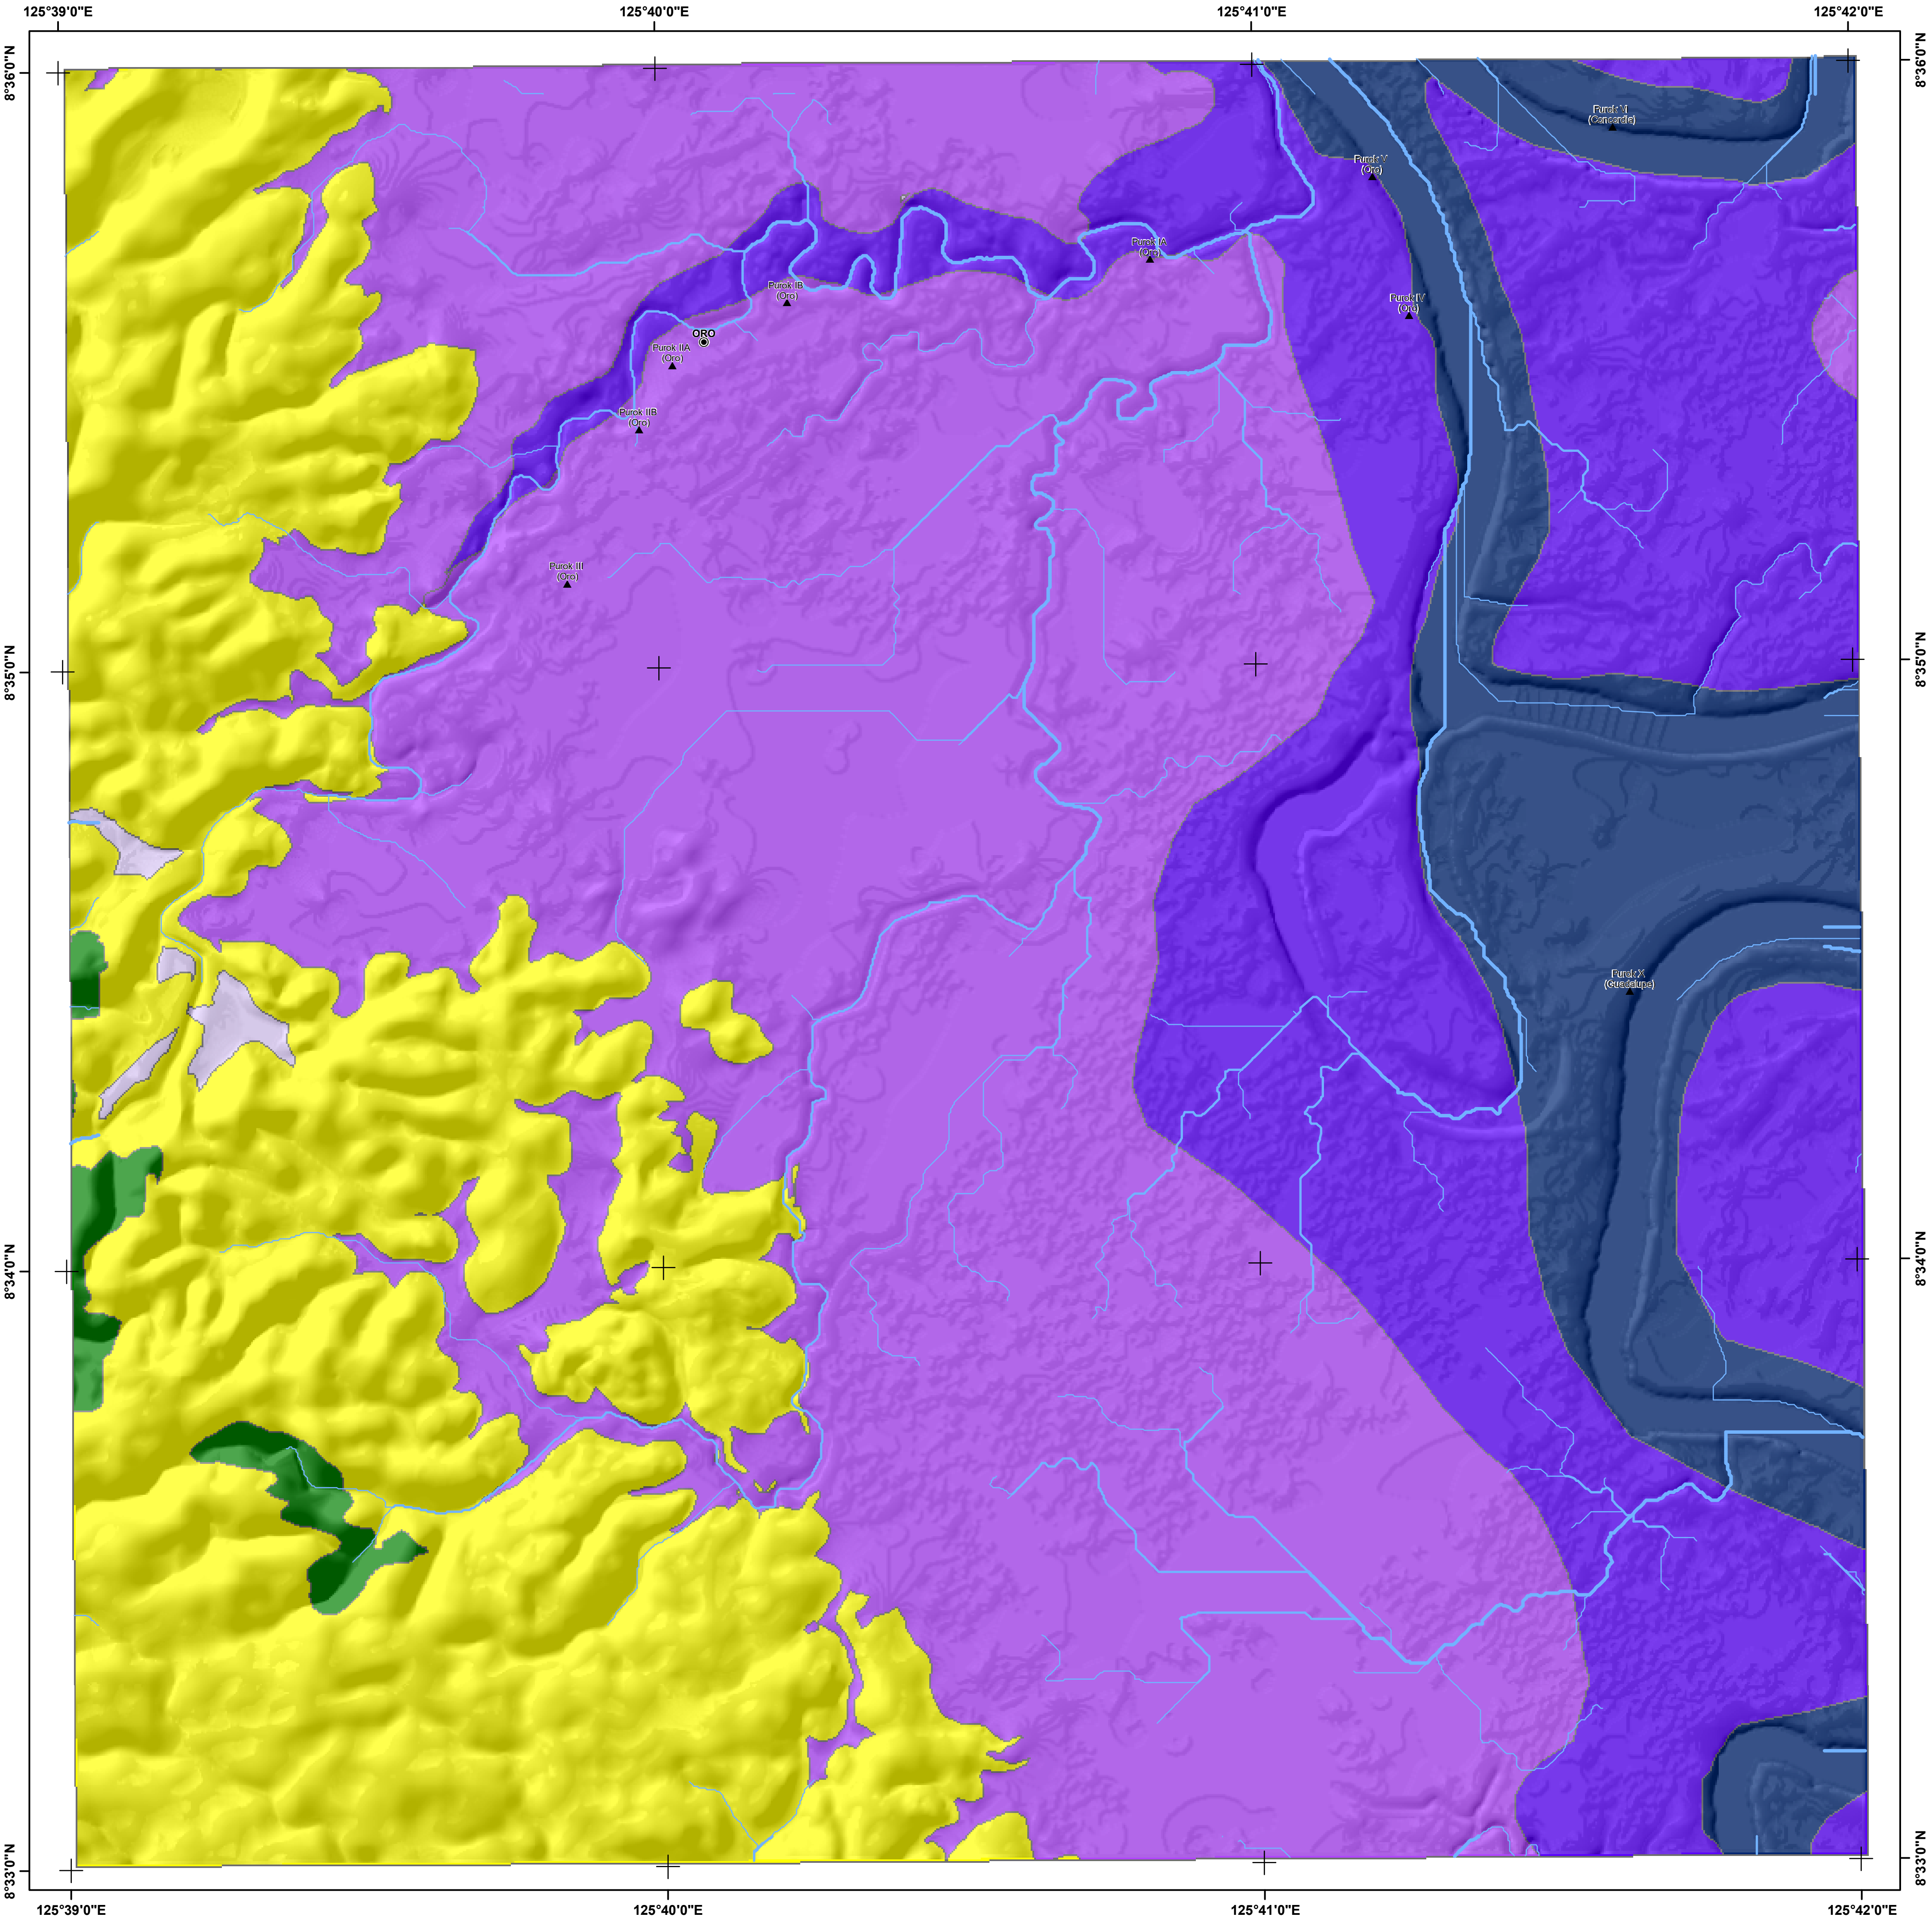 125°39'0"E
125°40'0"E
125°41'0"E
125°42'0"E
8°36'0"N
8°36'0"N
Purok VI
(Concordia)
Purok V
(Oro)
Purok IA
(Oro)
Purok IB
(Oro)
Purok IV
(Oro)
ORO
Purok IIA
(Oro)
Purok IIB
(Oro)
Purok III
(Oro)
8°35'0"N
8°35'0"N
Purok X
(Guadalupe)
8°34'0"N
8°34'0"N
8°33'0"N
8°33'0"N
125°39'0"E
125°40'0"E
125°41'0"E
125°42'0"E